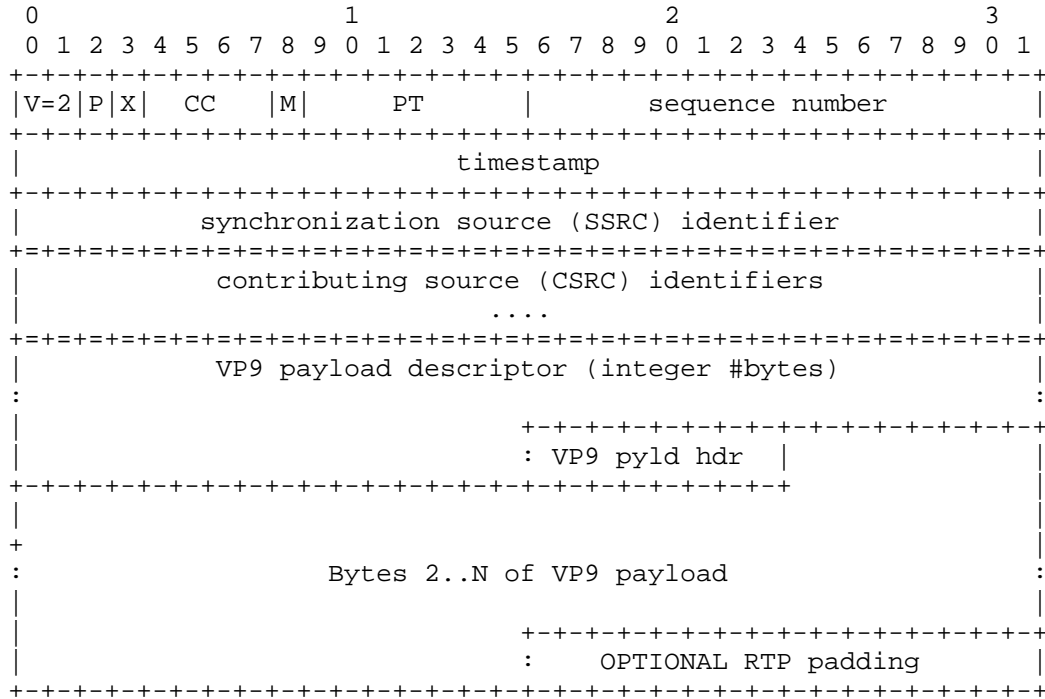 0                   1                   2                   3
 0 1 2 3 4 5 6 7 8 9 0 1 2 3 4 5 6 7 8 9 0 1 2 3 4 5 6 7 8 9 0 1
+-+-+-+-+-+-+-+-+-+-+-+-+-+-+-+-+-+-+-+-+-+-+-+-+-+-+-+-+-+-+-+-+
|V=2|P|X|  CC   |M|     PT      |       sequence number         |
+-+-+-+-+-+-+-+-+-+-+-+-+-+-+-+-+-+-+-+-+-+-+-+-+-+-+-+-+-+-+-+-+
|                           timestamp                           |
+-+-+-+-+-+-+-+-+-+-+-+-+-+-+-+-+-+-+-+-+-+-+-+-+-+-+-+-+-+-+-+-+
|           synchronization source (SSRC) identifier            |
+=+=+=+=+=+=+=+=+=+=+=+=+=+=+=+=+=+=+=+=+=+=+=+=+=+=+=+=+=+=+=+=+
|            contributing source (CSRC) identifiers             |
|                             ....                              |
+=+=+=+=+=+=+=+=+=+=+=+=+=+=+=+=+=+=+=+=+=+=+=+=+=+=+=+=+=+=+=+=+
|            VP9 payload descriptor (integer #bytes)            |
:                                                               :
|                               +-+-+-+-+-+-+-+-+-+-+-+-+-+-+-+-+
|                               : VP9 pyld hdr  |               |
+-+-+-+-+-+-+-+-+-+-+-+-+-+-+-+-+-+-+-+-+-+-+-+-+               |
|                                                               |
+                                                               |
:                   Bytes 2..N of VP9 payload                   :
|                                                               |
|                               +-+-+-+-+-+-+-+-+-+-+-+-+-+-+-+-+
|                               :    OPTIONAL RTP padding       |
+-+-+-+-+-+-+-+-+-+-+-+-+-+-+-+-+-+-+-+-+-+-+-+-+-+-+-+-+-+-+-+-+